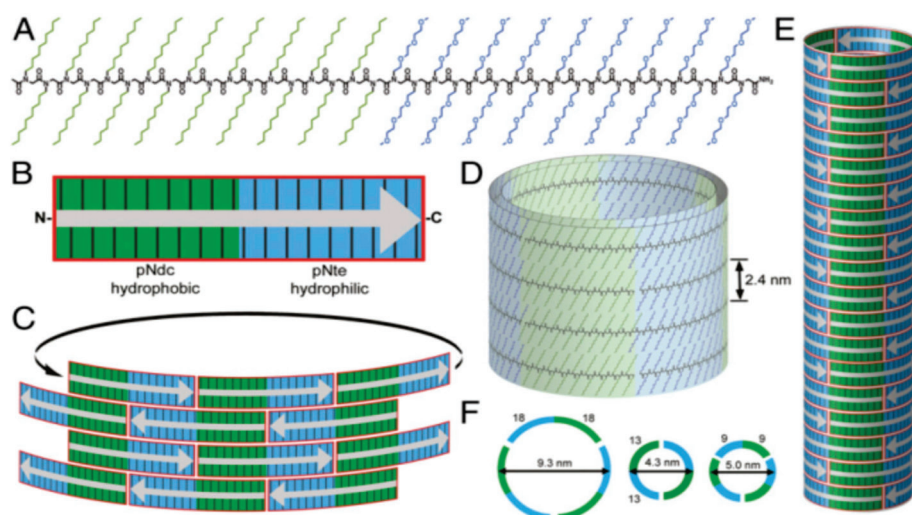 A
E
B
N-
-C
pNdc
hydrophobic
pNte
hydrophilic
D
2.4 nm
C
F
18
18
9.3 nm
13
4.3 nm
13
9
9
5.0 nm